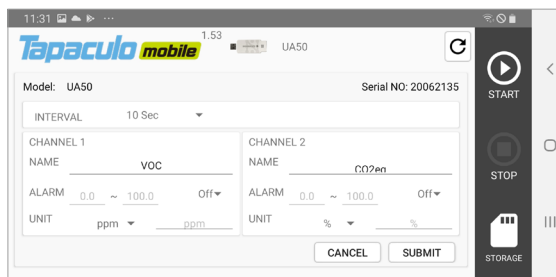 11:31
Tapaculo mobile 1.53
UA50
Model: UA50
Serial NO: 20062135
INTERVAL 10 Sec
CHANNEL 1
NAME VOC
ALARM 0.0 ~ 100.0 Off
UNIT ppm ppm
CHANNEL 2
NAME CO2eq
ALARM 0.0 ~ 100.0 Off
UNIT % %
CANCEL SUBMIT
START
STOP
STORAGE